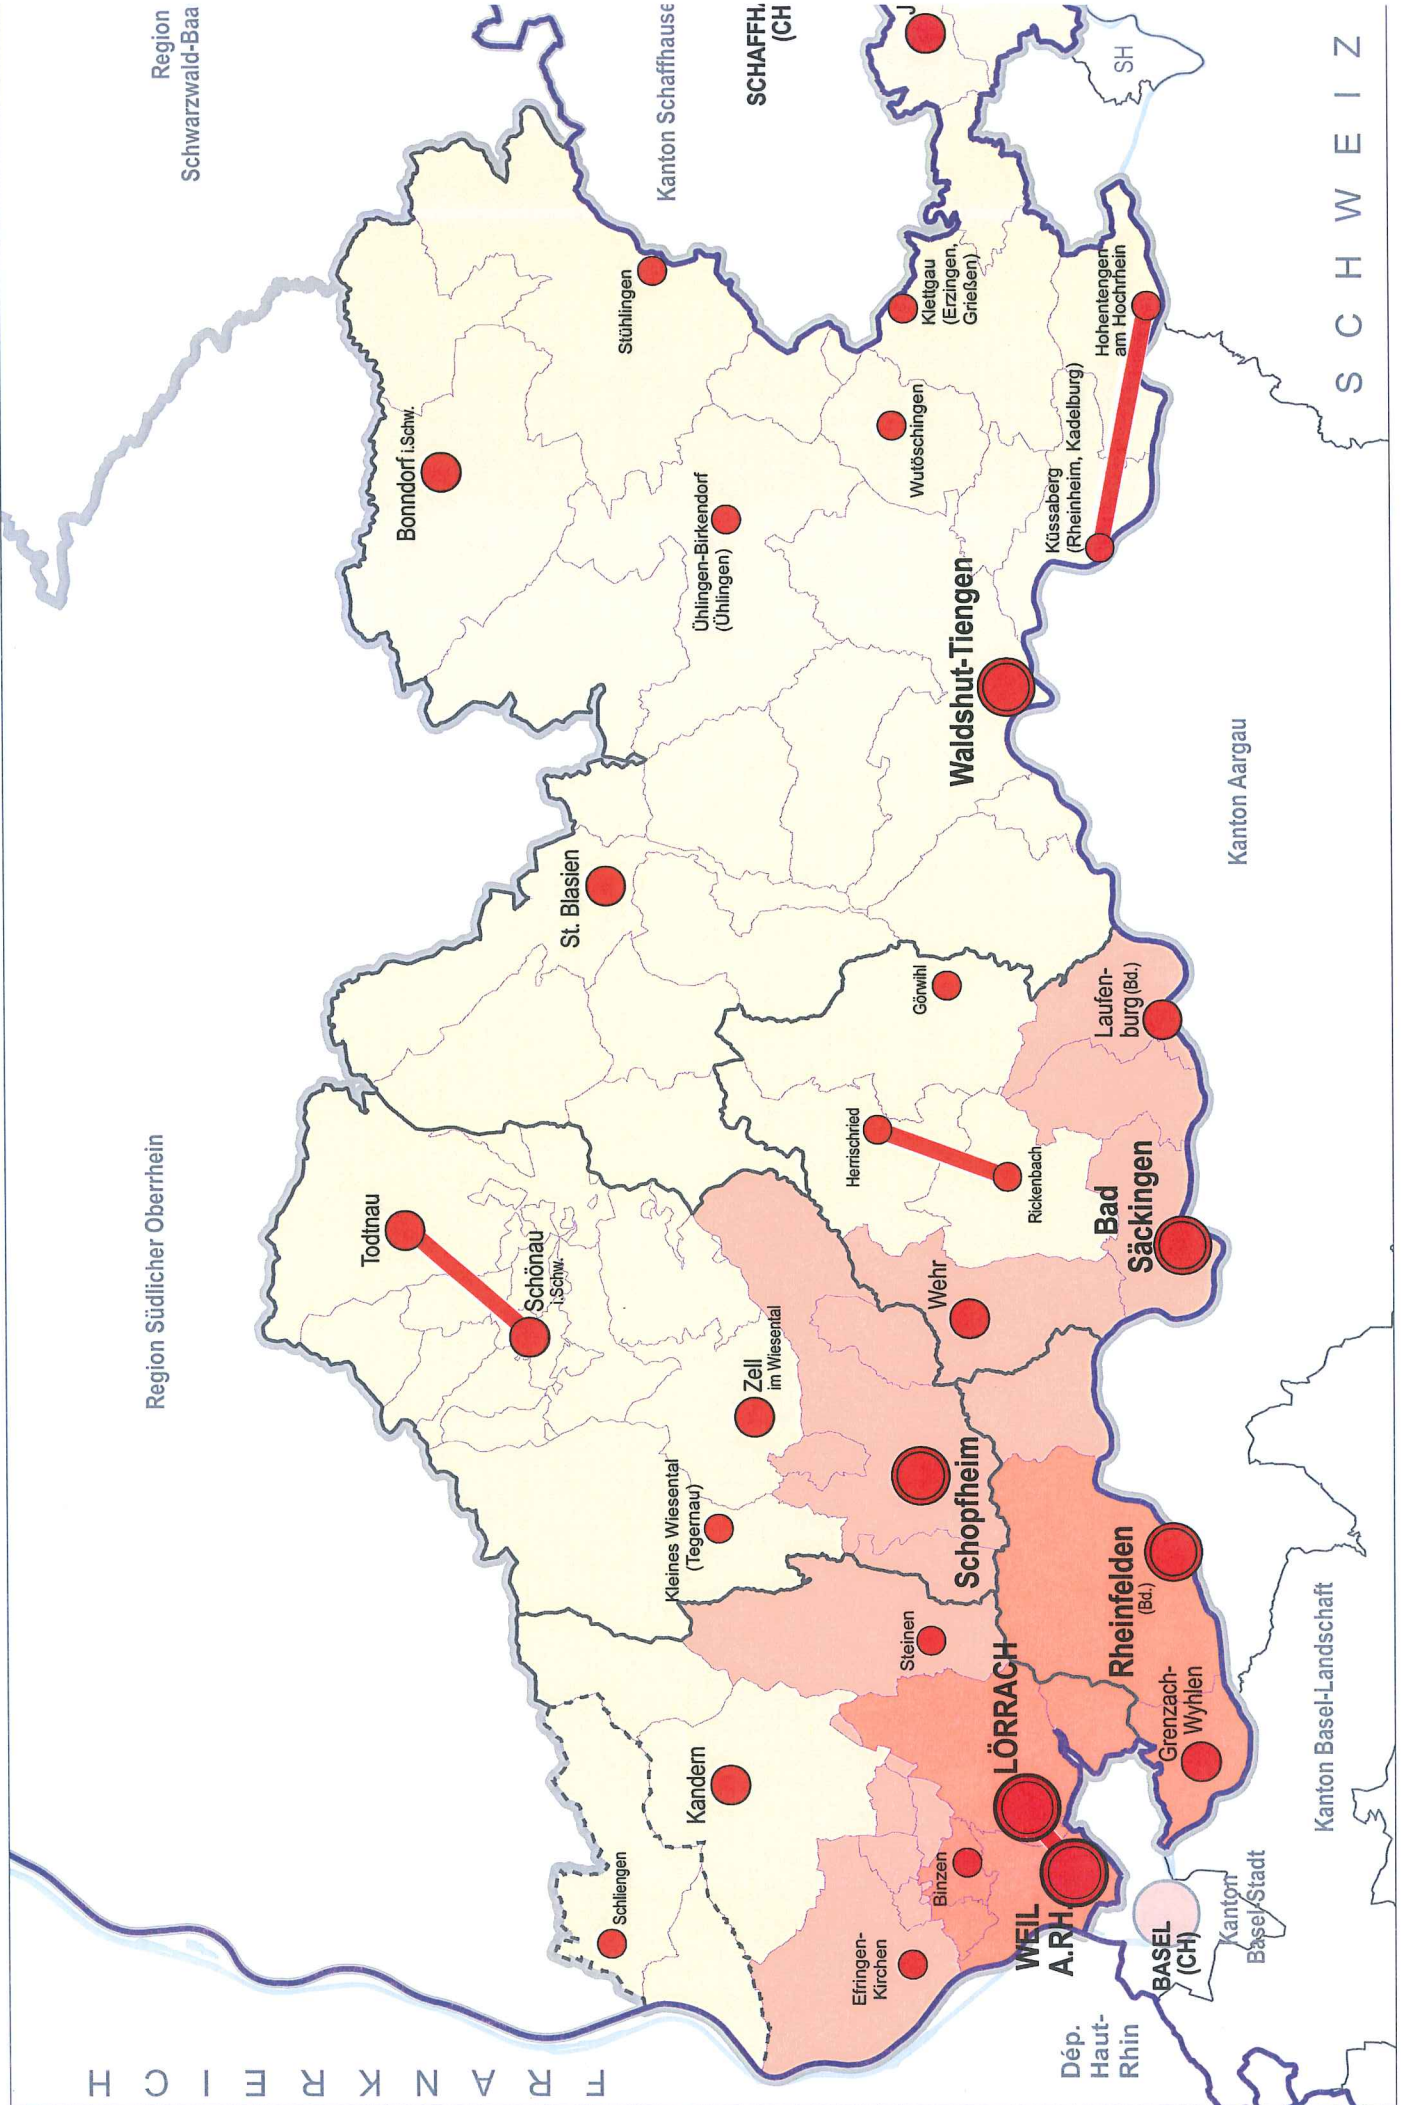 Region
Schwarzwald-Baa
Kanton Schaffhause
SCHAFFH.
(CH
J
SH
S C H W E I Z
Bonndorf i.Schw.
Stühlingen
Klettgau
(Erzingen,
Grießen)
Hohentengen
am Hochrhein
Küssaberg
(Rheinheim, Kadelburg)
Wutöschingen
Ühlingen-Birkendorf
(Ühlingen)
Waldshut-Tiengen
Kanton Aargau
St. Blasien
Görwihl
Laufen-
burg (Bd.)
Herrischried
Rickenbach
Bad
Säckingen
Wehr
Region Südlicher Oberrhein
Todtnau
Schönau
i.Schw.
Zell
im Wiesental
Kleines Wiesental
(Tegernau)
Schopfheim
Steinen
Rheinfelden
(Bd.)
Grenzach-
Wyhlen
LÖRRACH
WEIL
A.RH.
Kandern
Schliengen
Binzen
Efringen-
Kirchen
BASEL
(CH)
Kanton
Basel-Stadt
Kanton Basel-Landschaft
Dép.
Haut-
Rhin
F R A N K R E I C H